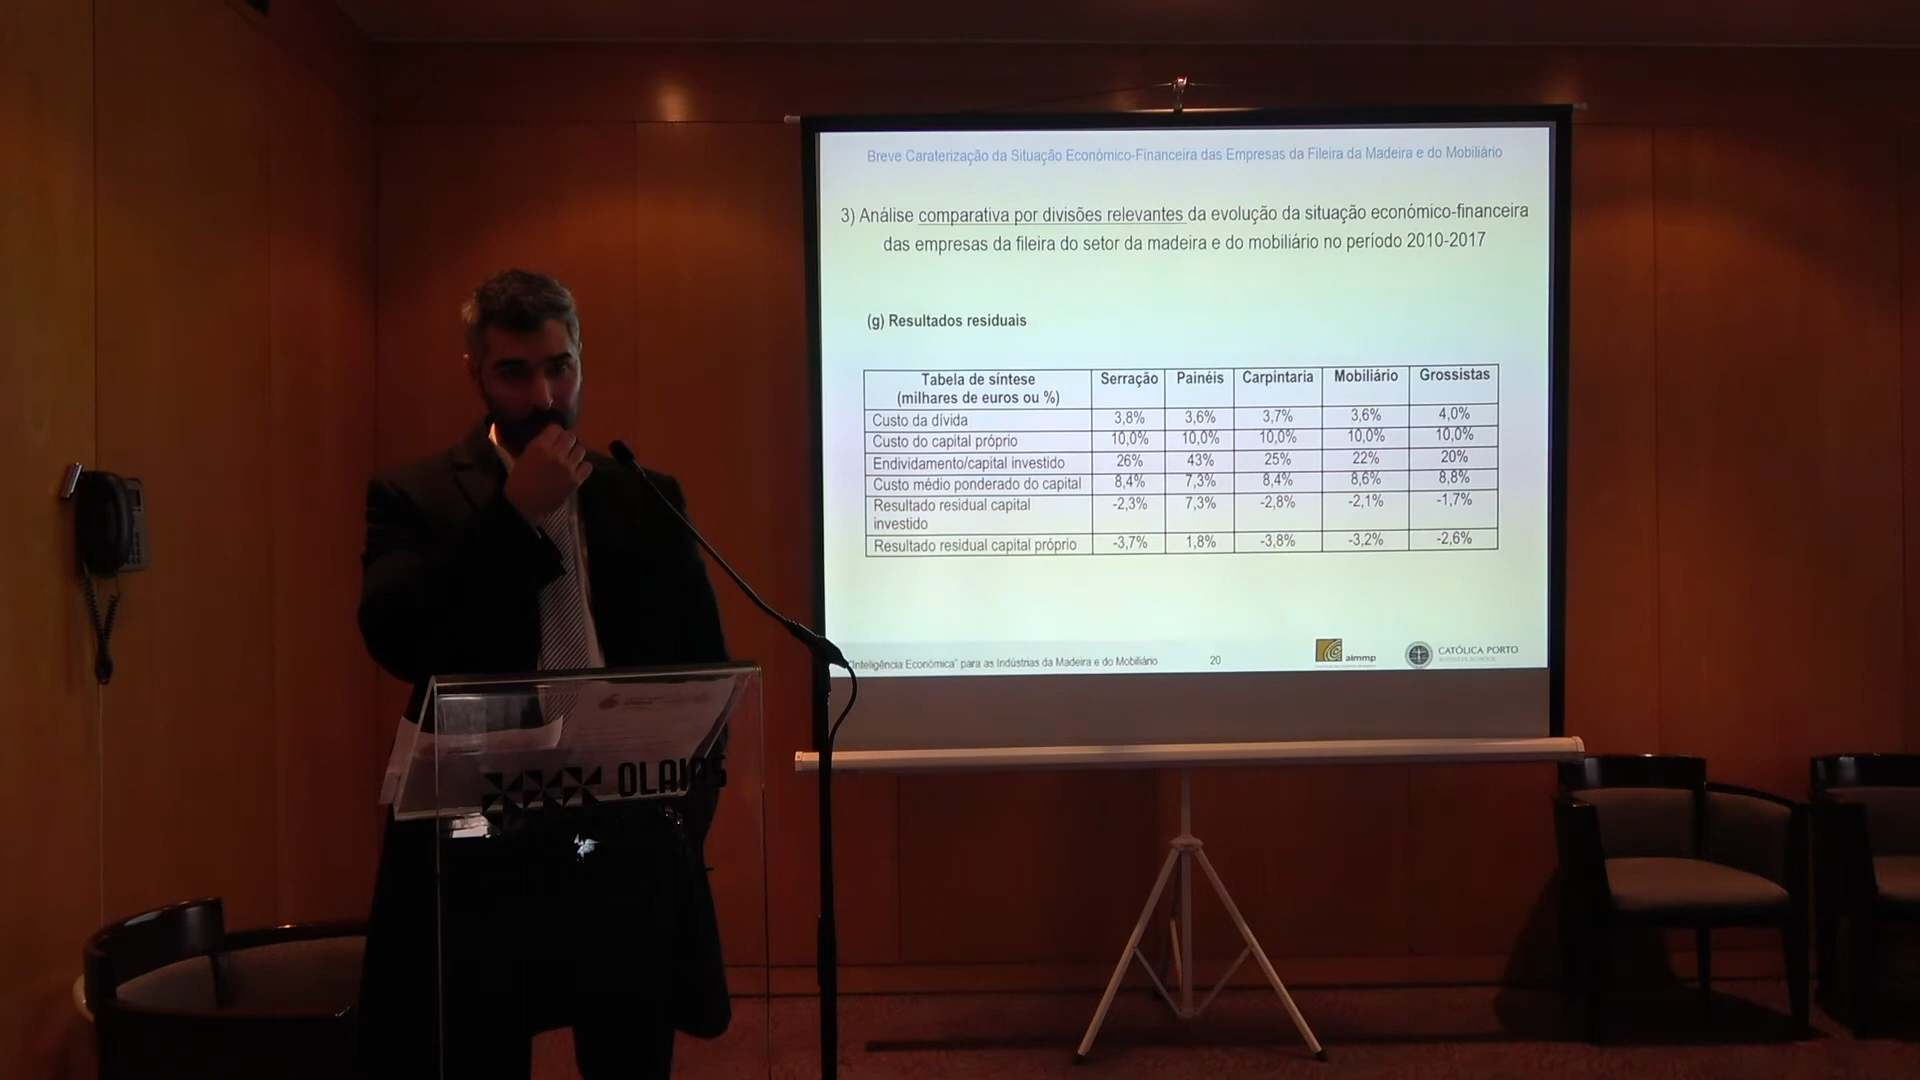 Breve Caraterização da Situação Económico-Financeira das Empresas da Fileira da Madeira e do Mobiliário
3) Análise comparativa por divisões relevantes da evolução da situação económico-financeira
das empresas da fileira do setor da madeira e do mobiliário no período 2010-2017
(g) Resultados residuais
Tabela de síntese
(milhares de euros ou %)
Serração Painéis Carpintaria Mobiliário Grossistas
Custo da dívida 3,8% 3,6% 3,7% 3,6% 4,0%
Custo do capital próprio 10,0% 10,0% 10,0% 10,0% 10,0%
Endividamento/capital investido 26% 43% 25% 22% 20%
Custo médio ponderado do capital 8,4% 7,3% 8,4% 8,6% 8,8%
Resultado residual capital
investido
-2,3% 7,3% -2,8% -2,1% -1,7%
Resultado residual capital próprio -3,7% 1,8% -3,8% -3,2% -2,6%
"Inteligência Económica" para as Indústrias da Madeira e do Mobiliário 20
aimmp
CATÓLICA PORTO
BUSINESS SCHOOL
OLAIAS